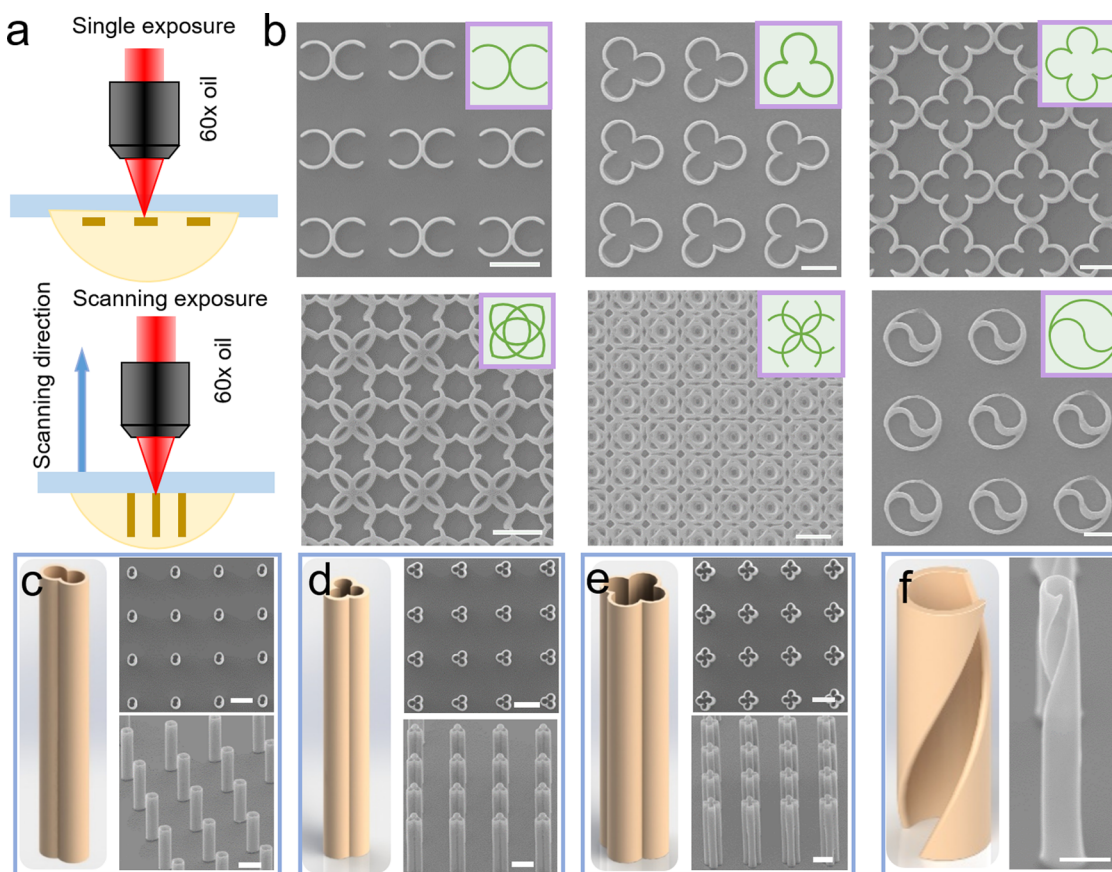 a
Single exposure
60x oil
b
Scanning exposure
Scanning direction
60x oil
c
d
e
f